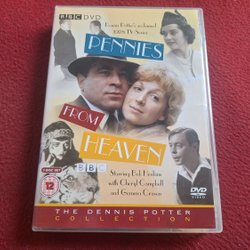 BBC DVD
Dennis Potter's acclaimed
1978 TV Series
PENNIES
FROM
HEAVEN
BBC
Starring Bob Hoskins
with Cheryl Campbell
and Gemma Craven
12
DVD
VIDEO
THE DENNIS POTTER
COLLECTION